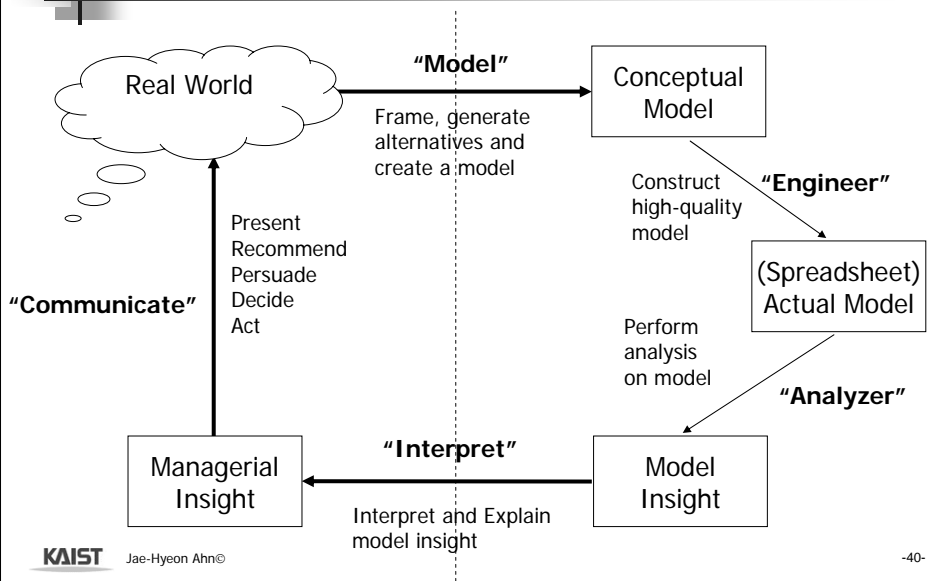 Real World
“Model”
Frame, generate
alternatives and
create a model
Conceptual
Model
Construct
high-quality
model
“Engineer”
(Spreadsheet)
Actual Model
Perform
analysis
on model
“Analyzer”
Model
Insight
“Interpret”
Interpret and Explain
model insight
Managerial
Insight
“Communicate”
Present
Recommend
Persuade
Decide
Act
KAIST Jae-Hyeon Ahn©
-40-